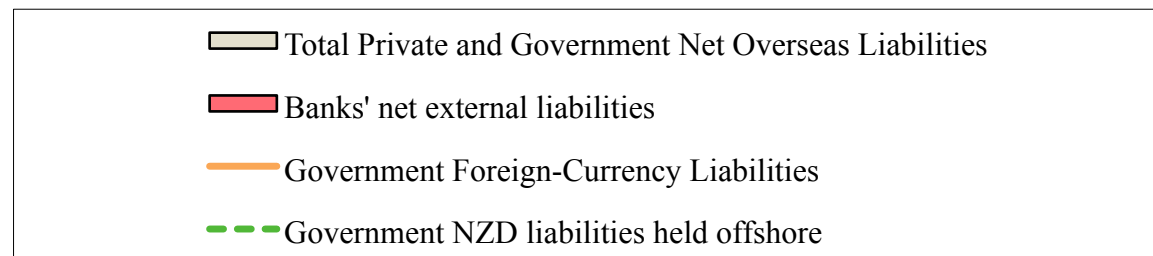 Total Private and Government Net Overseas Liabilities
Banks' net external liabilities
Government Foreign-Currency Liabilities
Government NZD liabilities held offshore